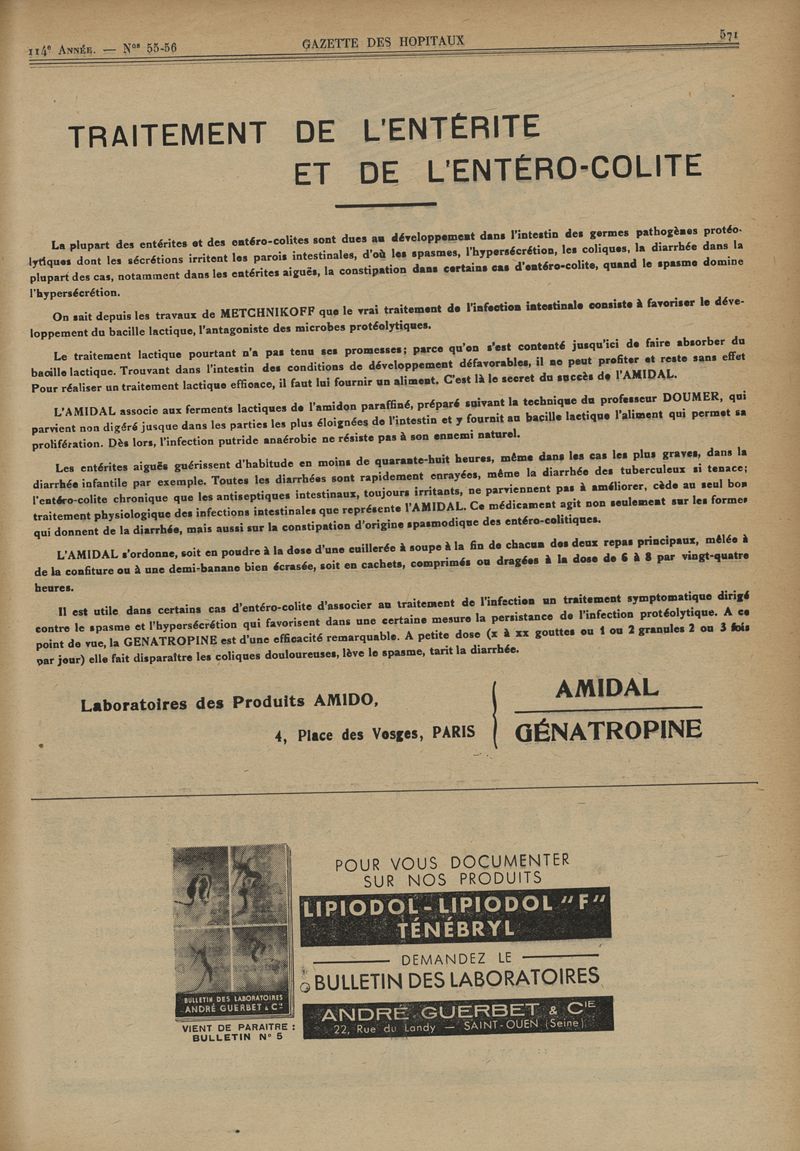 114e Année. — Nos 55-56
GAZETTE DES HOPITAUX
571
TRAITEMENT DE L'ENTÉRITE
ET DE L'ENTÉRO-COLITE
La plupart des entérites et des entéro-colites sont dues au développement dans l'intestin des germes pathogènes protéo-
lytiques dont les sécrétions irritent les parois intestinales, d'où les spasmes, l'hypersécrétion, les coliques, la diarrhée dans la
plupart des cas, notamment dans les entérites aiguës, la constipation dans certains cas d'entéro-colite, quand le spasme domine
l'hypersécrétion.
On sait depuis les travaux de METCHNIKOFF que le vrai traitement de l'infection intestinale consiste à favoriser le déve-
loppement du bacille lactique, l'antagoniste des microbes protéolytiques.
Le traitement lactique pourtant n'a pas tenu ses promesses; parce qu'on s'est contenté jusqu'ici de faire absorber du
bacille lactique. Trouvant dans l'intestin des conditions de développement défavorables, il ne peut profiter et reste sans effet
Pour réaliser un traitement lactique efficace, il faut lui fournir un aliment. C'est là le secret du succès de l'AMIDAL.
L'AMIDAL associe aux ferments lactiques de l'amidon paraffiné, préparé suivant la technique du professeur DOUMER, qui
parvient non digéré jusque dans les parties les plus éloignées de l'intestin et y fournit au bacille lactique l'aliment qui permet sa
prolifération. Dès lors, l'infection putride anaérobie ne résiste pas à son ennemi naturel.
Les entérites aiguës guérissent d'habitude en moins de quarante-huit heures, même dans les cas les plus graves, dans la
diarrhée infantile par exemple. Toutes les diarrhées sont rapidement enrayées, même la diarrhée des tuberculeux si tenace;
l'entéro-colite chronique que les antiseptiques intestinaux, toujours irritants, ne parviennent pas à améliorer, cède au seul bon
traitement physiologique des infections intestinales que représente l'AMIDAL. Ce médicament agit non seulement sur les formes
qui donnent de la diarrhée, mais aussi sur la constipation d'origine spasmodique des entéro-colitiques.
L'AMIDAL s'ordonne, soit en poudre à la dose d'une cuillerée à soupe à la fin de chacun des deux repas principaux, mêlée à
de la confiture ou à une demi-banane bien écrasée, soit en cachets, comprimés ou dragées à la dose de 6 à 8 par vingt-quatre
heures.
Il est utile dans certains cas d'entéro-colite d'associer au traitement de l'infection un traitement symptomatique dirigé
contre le spasme et l'hypersécrétion qui favorisent dans une certaine mesure la persistance de l'infection protéolytique. A ce
point de vue, la GENATROPINE est d'une efficacité remarquable. A petite dose (x à xx gouttes ou 1 ou 2 granules 2 ou 3 fois
par jour) elle fait disparaître les coliques douloureuses, lève le spasme, tarit la diarrhée.
Laboratoires des Produits AMIDO,
4, Place des Vosges, PARIS
AMIDAL
GÉNATROPINE
POUR VOUS DOCUMENTER
SUR NOS PRODUITS
LIPIODOL - LIPIODOL "F"
TÉNÉBRYL
DEMANDEZ LE
BULLETIN DES LABORATOIRES
ANDRÉ GUERBET & CIE
22, Rue du Landy — SAINT-OUEN (Seine)
BULLETIN DES LABORATOIRES
ANDRÉ GUERBET & Cie
VIENT DE PARAITRE :
BULLETIN N° 5